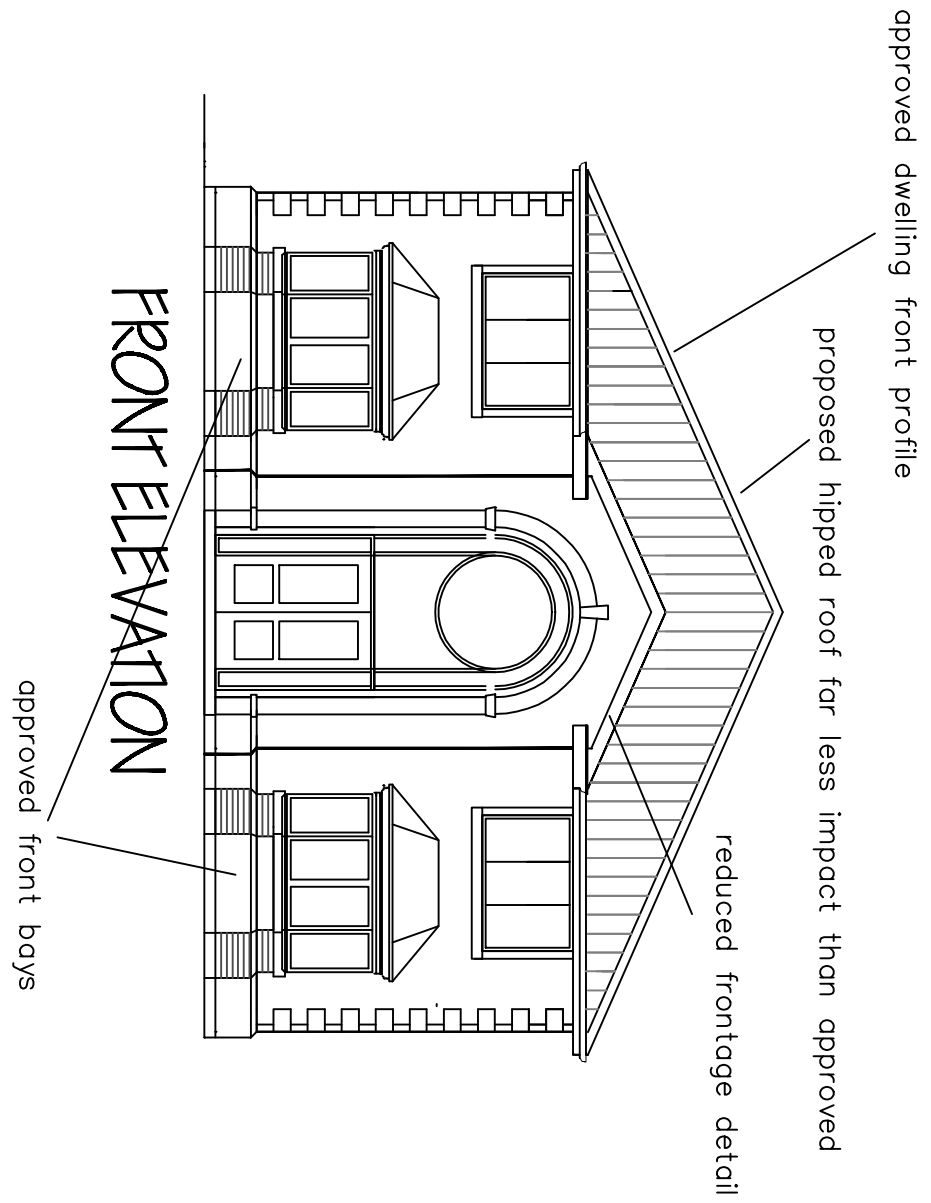 approved dwelling front profile
proposed hipped roof far less impact than approved
reduced frontage detail
FRONT ELEVATION
approved front bays